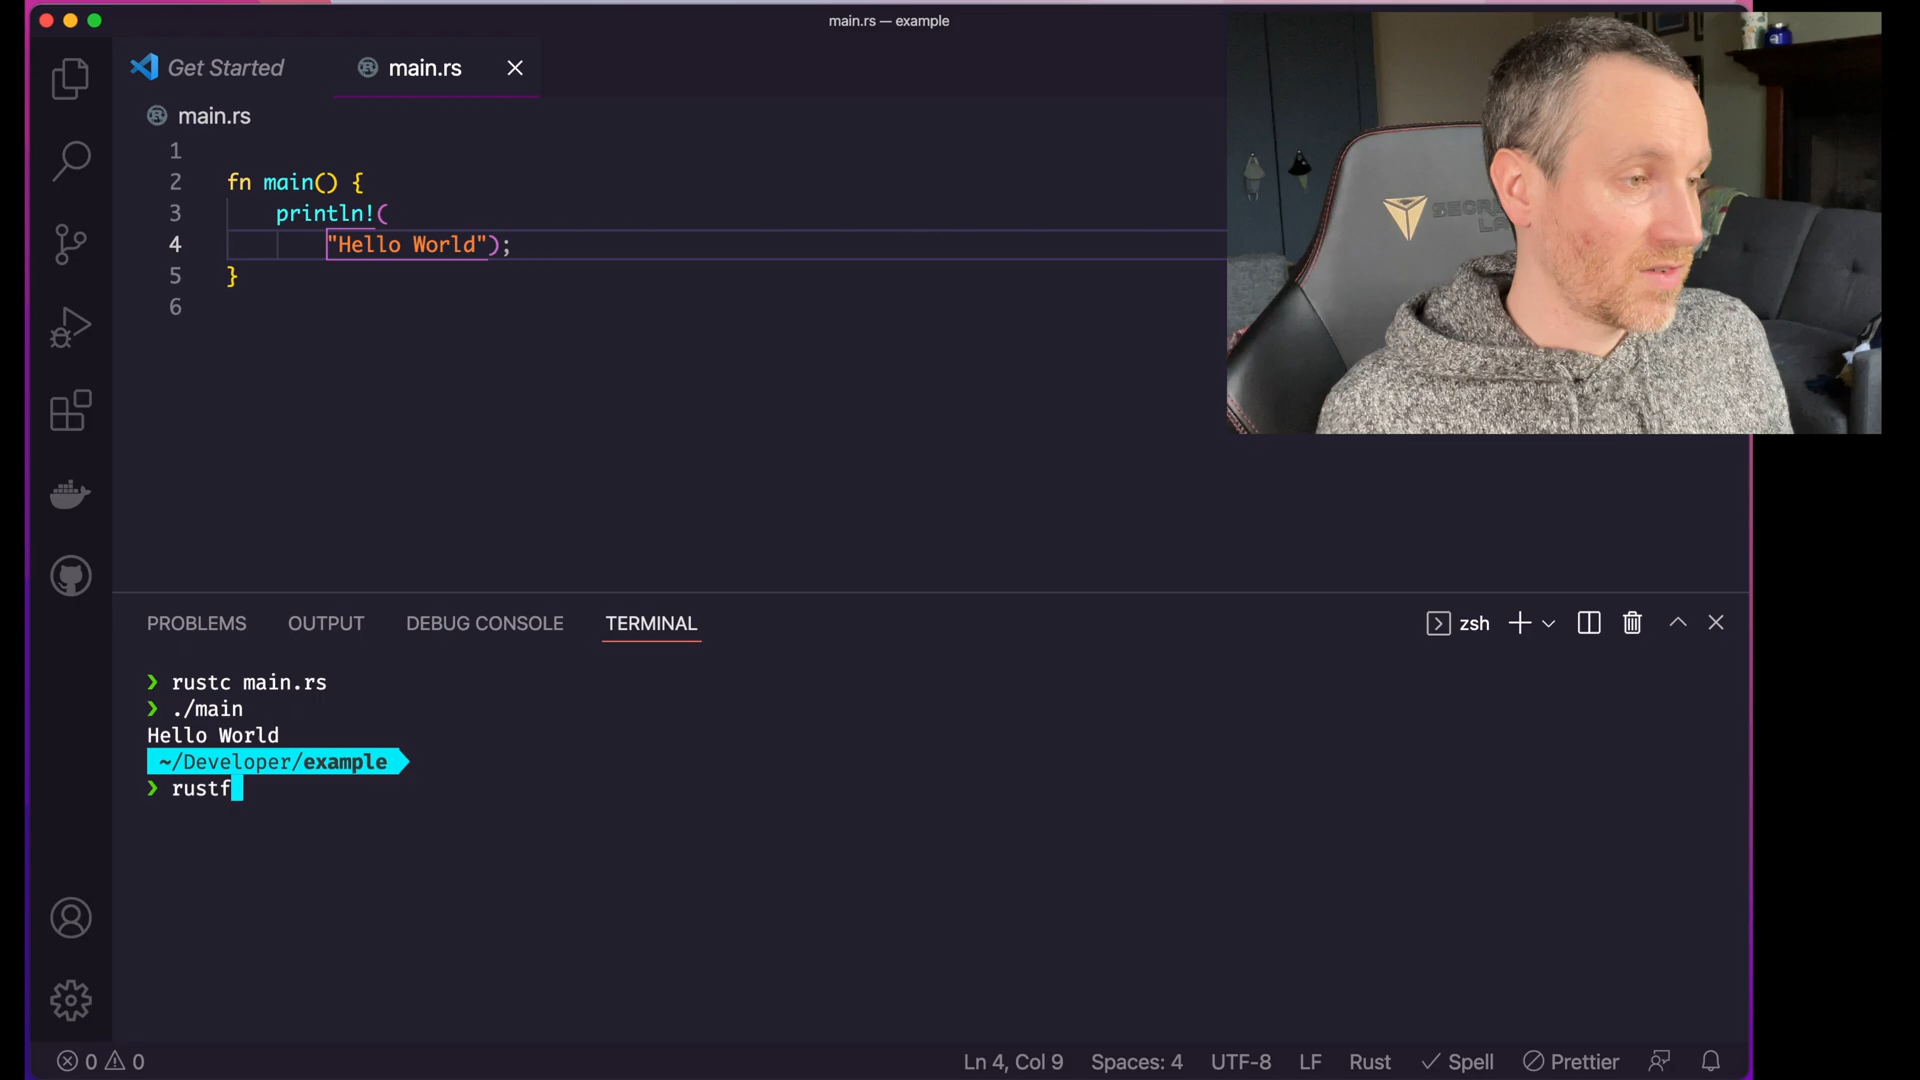 main.rs — example
Get Started
main.rs
main.rs
1
2 fn main() {
3 println!(
4 "Hello World");
5 }
6
PROBLEMS OUTPUT DEBUG CONSOLE TERMINAL
zsh
❯ rustc main.rs
❯ ./main
Hello World
~/Developer/example
❯ rustf
0 0
Ln 4, Col 9
Spaces: 4
UTF-8
LF
Rust
Spell
Prettier